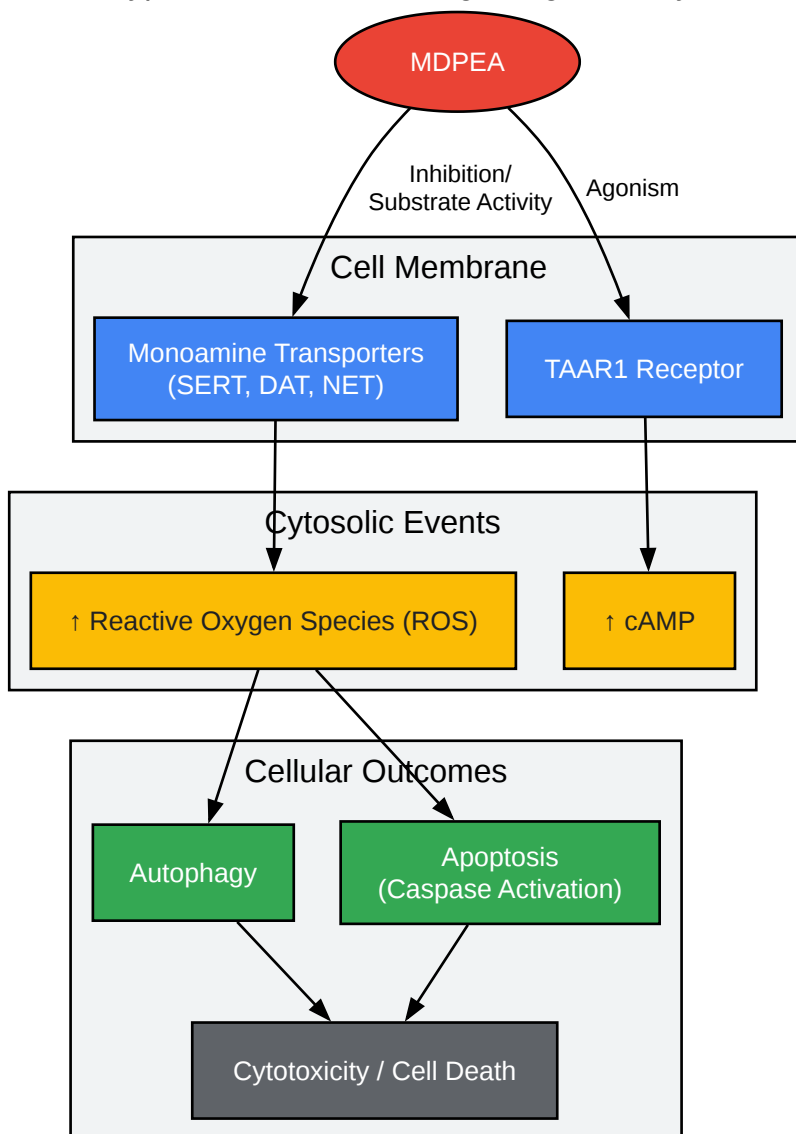 MDPEA
Inhibition/
Substrate Activity
Agonism
Cell Membrane
Monoamine Transporters
(SERT, DAT, NET)
TAAR1 Receptor
Cytosolic Events
↑ Reactive Oxygen Species (ROS)
↑ cAMP
Cellular Outcomes
Autophagy
Apoptosis
(Caspase Activation)
Cytotoxicity / Cell Death